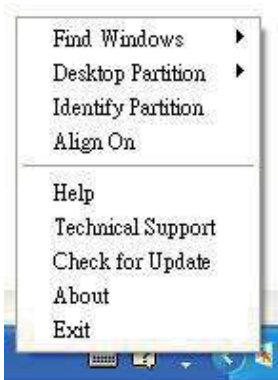 Find Windows
Desktop Partition
Identify Partition
Align On
Help
Technical Support
Check for Update
About
Exit